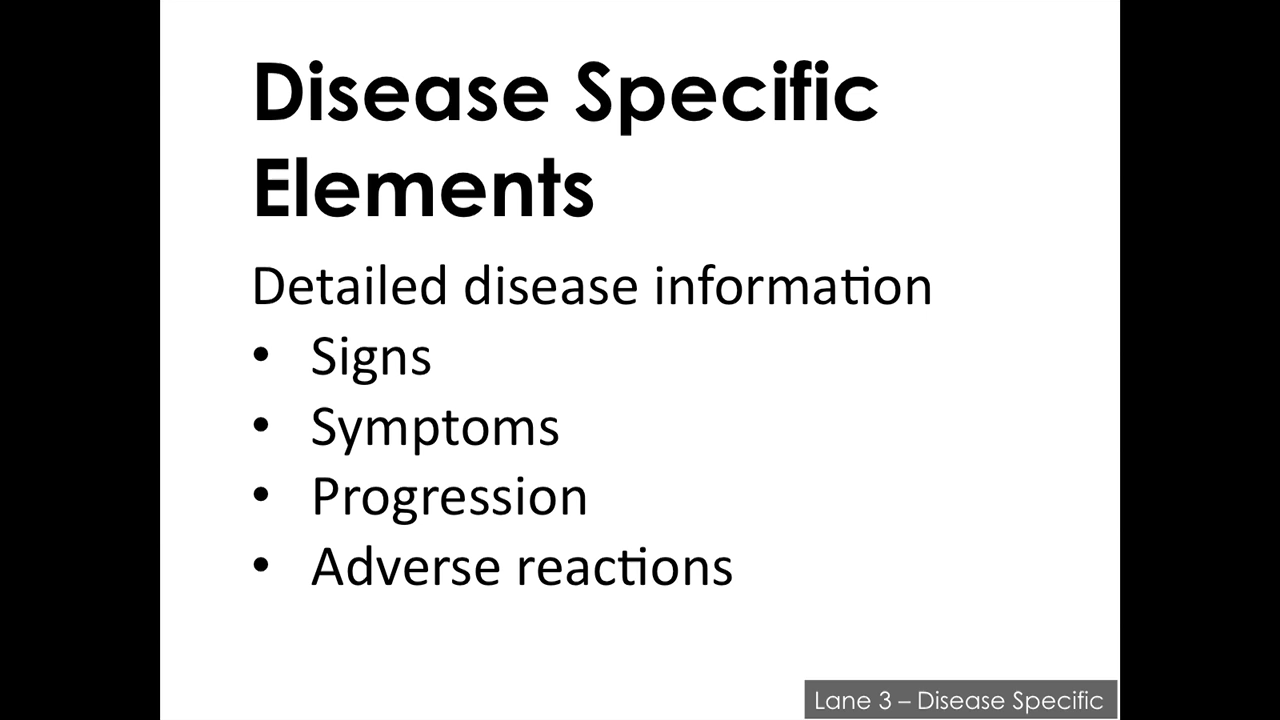 Disease Specific
Elements
Detailed disease information
• Signs
• Symptoms
• Progression
• Adverse reactions
Lane 3 – Disease Specific